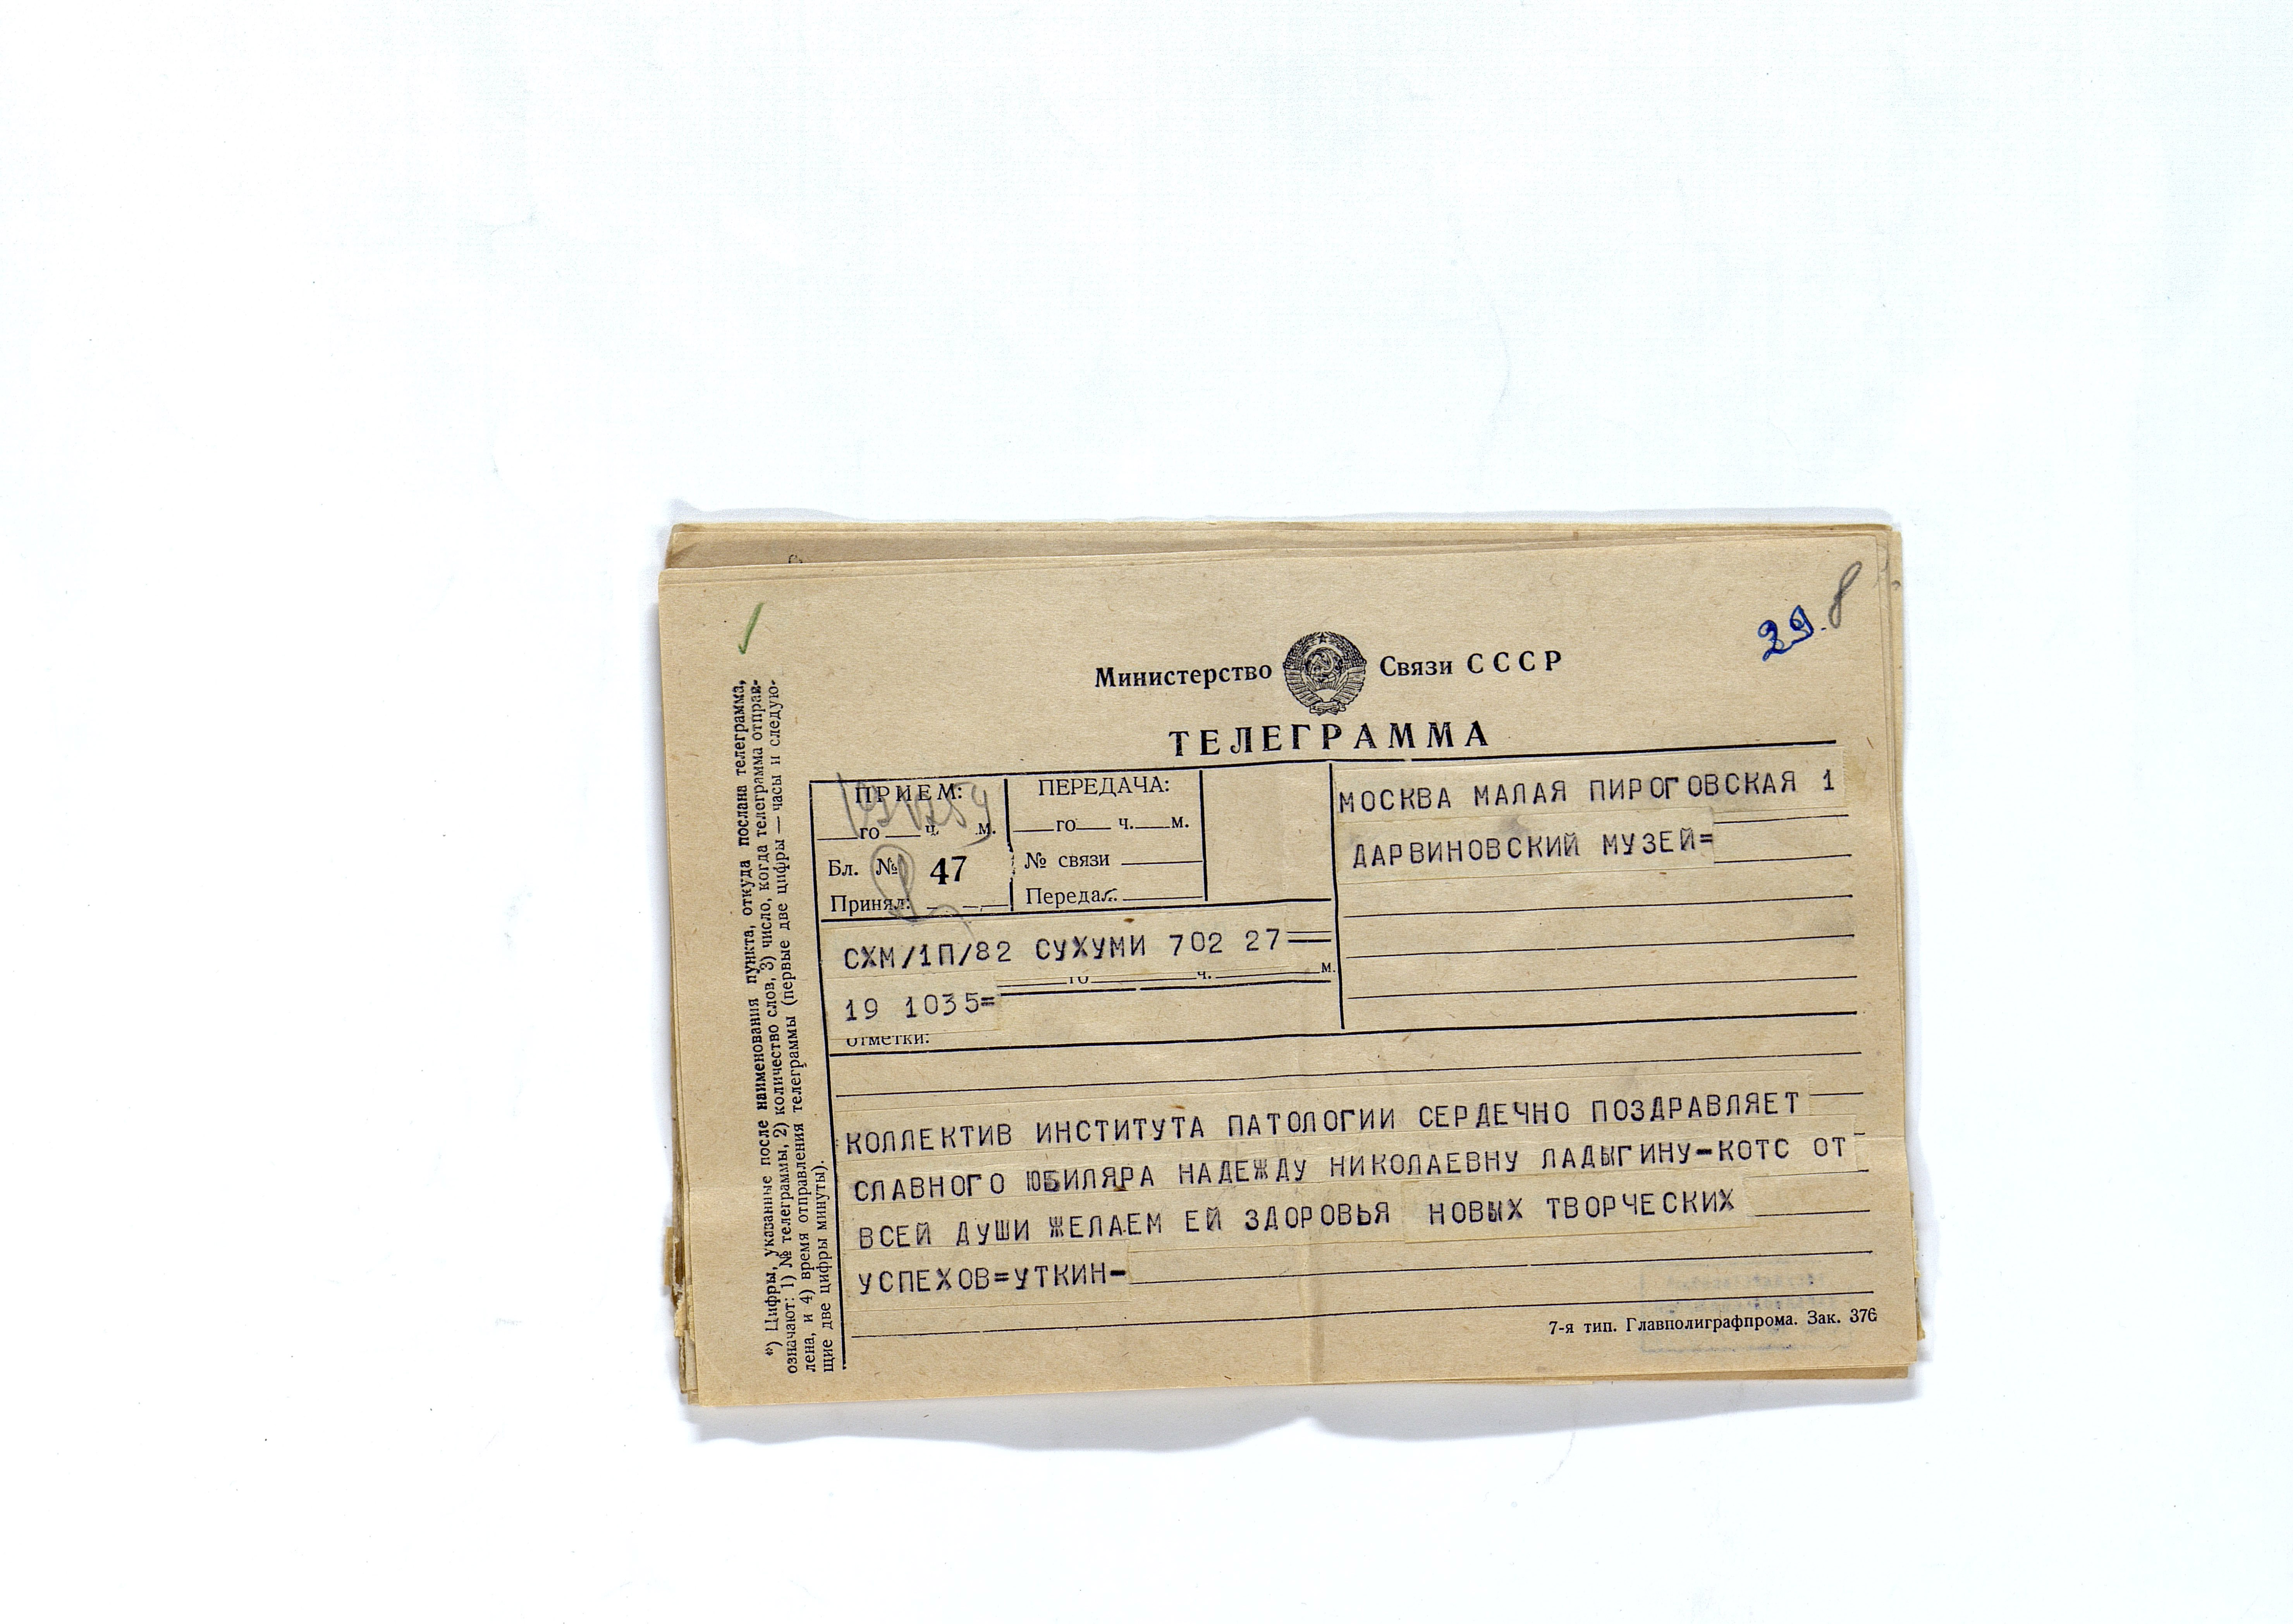 29.
8
Министерство Связи СССР
ТЕЛЕГРАММА
ПРИЕМ:
го ч. м.
Бл. № 47
Принял:
ПЕРЕДАЧА:
го ч. м.
№ связи
Передал:
МОСКВА МАЛАЯ ПИРОГОВСКАЯ 1
ДАРВИНОВСКИЙ МУЗЕЙ=
СХМ/1П/82 СУХУМИ 702 27
го ч. м.
19 1035=
Отметки:
КОЛЛЕКТИВ ИНСТИТУТА ПАТОЛОГИИ СЕРДЕЧНО ПОЗДРАВЛЯЕТ
СЛАВНОГО ЮБИЛЯРА НАДЕЖДУ НИКОЛАЕВНУ ЛАДЫГИНУ-КОТС ОТ
ВСЕЙ ДУШИ ЖЕЛАЕМ ЕЙ ЗДОРОВЬЯ НОВЫХ ТВОРЧЕСКИХ
УСПЕХОВ=УТКИН-
7-я тип. Главполиграфпрома. Зак. 376
*) Цифры, указанные после наименования пункта, откуда послана телеграмма,
означают: 1) № телеграммы, 2) количество слов, 3) число, когда телеграмма отправ-
лена, и 4) время отправления телеграммы (первые две цифры — часы и следую-
щие две цифры минуты).